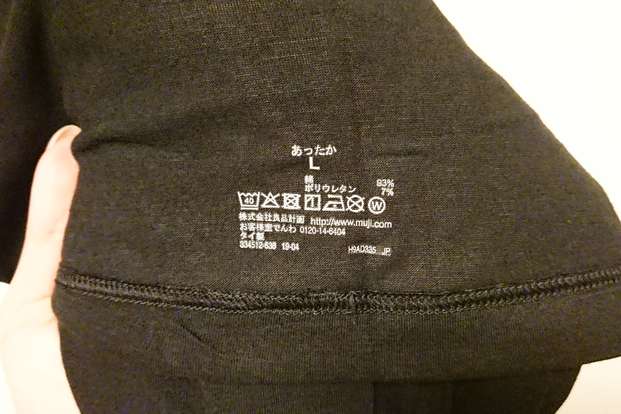 あったか
L
綿 93%
ポリウレタン 7%
40 W
株式会社良品計画 http://www.muji.com
お客様室でんわ 0120-14-6404
タイ製
334512-838 19-04 H9AD335 JP